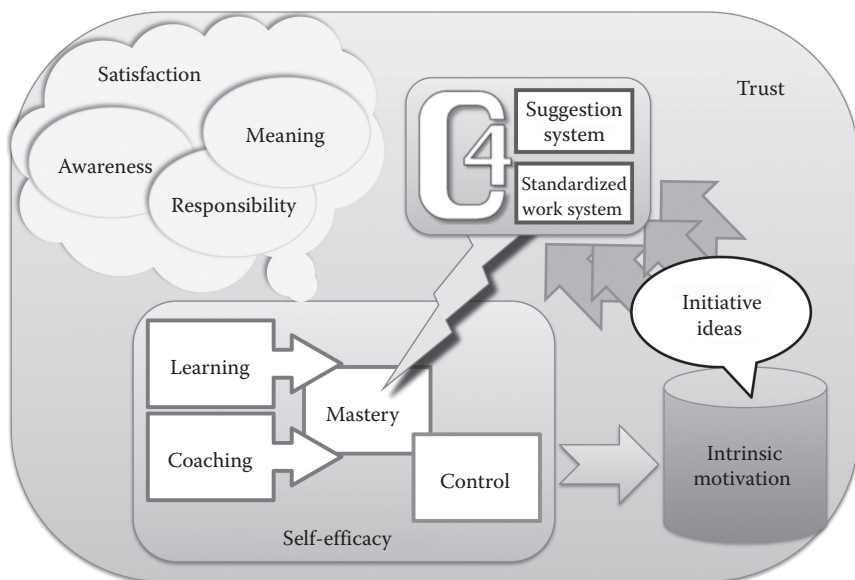 Satisfaction
Awareness
Meaning
Responsibility
C4
Suggestion
system
Standardized
work system
Trust
Initiative
ideas
Learning
Mastery
Coaching
Control
Self-efficacy
Intrinsic
motivation